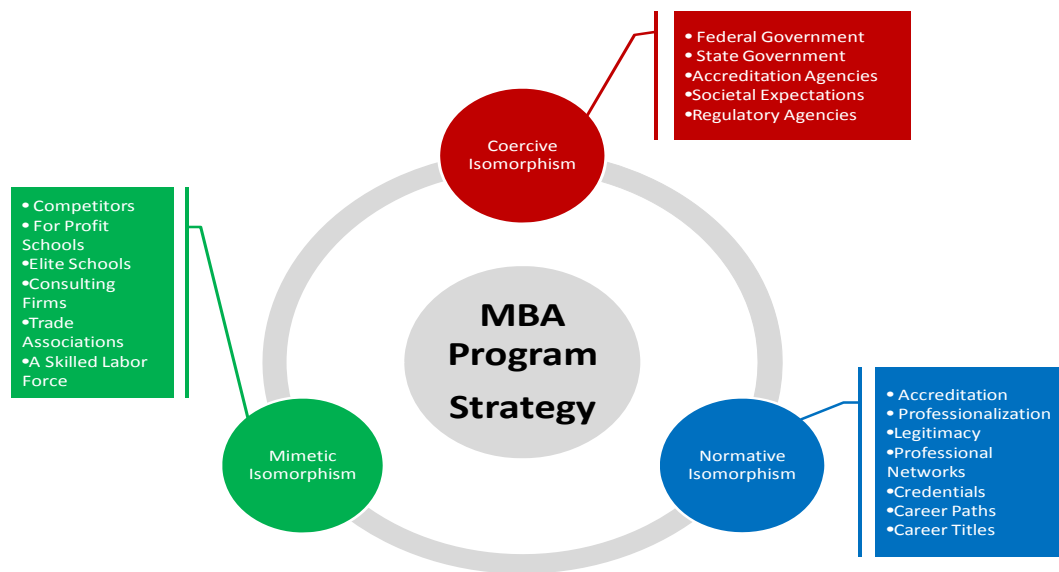 • Federal Government
• State Government
•Accreditation Agencies
•Societal Expectations
•Regulatory Agencies
Coercive
Isomorphism
• Competitors
• For Profit
Schools
•Elite Schools
•Consulting
Firms
•Trade
Associations
•A Skilled Labor
Force
MBA
Program
Strategy
Mimetic
Isomorphism
Normative
Isomorphism
• Accreditation
• Professionalization
•Legitimacy
•Professional
Networks
•Credentials
•Career Paths
•Career Titles